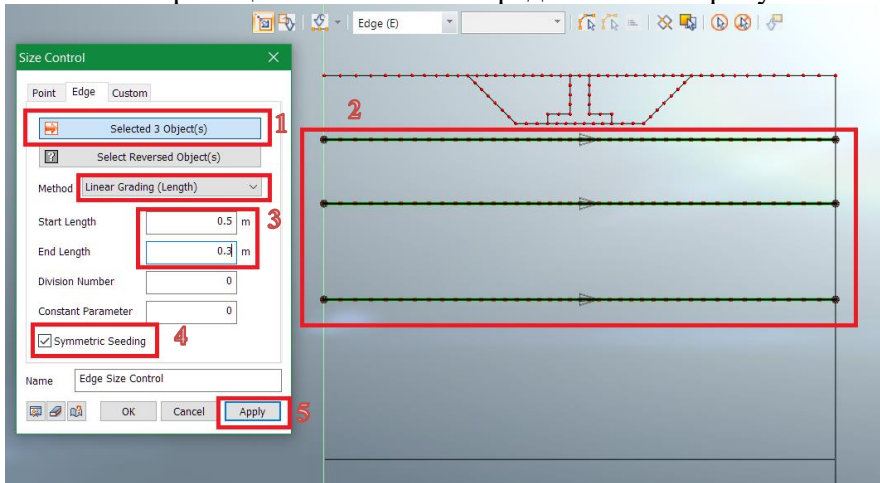 Edge (E)
Size Control
Point Edge Custom
Selected 3 Object(s)
1
2
Select Reversed Object(s)
Method Linear Grading (Length)
Start Length 0.5 m
3
End Length 0.3 m
Division Number 0
Constant Parameter 0
Symmetric Seeding
4
Name Edge Size Control
OK Cancel Apply
5